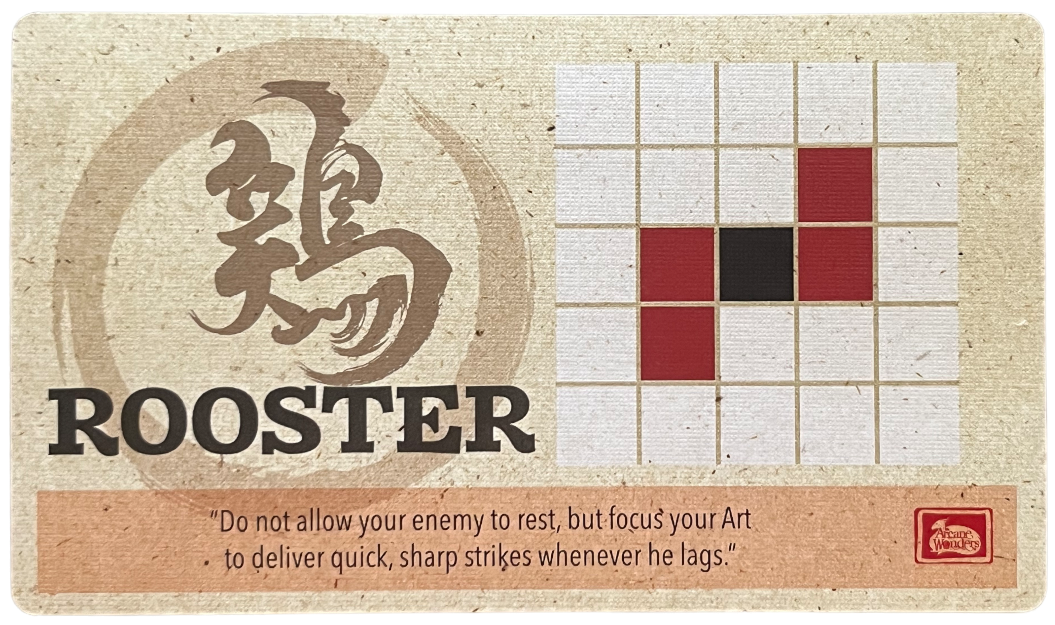 鶏
ROOSTER
“Do not allow your enemy to rest, but focus your Art
to deliver quick, sharp strikes whenever he lags.“
Arcane
Wonders